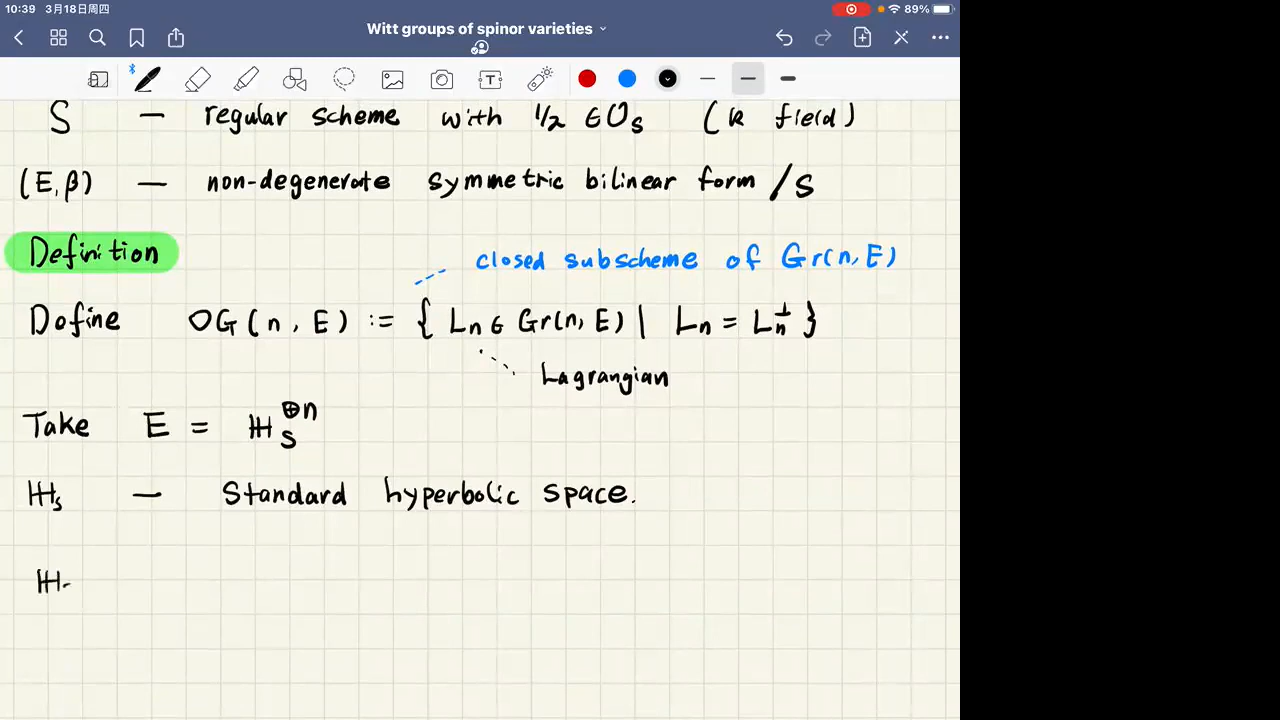 10:39 3月18日周四
89%
Witt groups of spinor varieties
S — regular scheme with 1/2 ∈ O_S (k field)
(E, β) — non-degenerate symmetric bilinear form /S
Definition
closed subscheme of Gr(n, E)
Dofine OG(n, E) := { L_n ∈ Gr(n, E) | L_n = L_n^⊥ }
Lagrangian
Take E = ℍ_S^{⊕n}
ℍ_s — Standard hyperbolic space.
ℍ